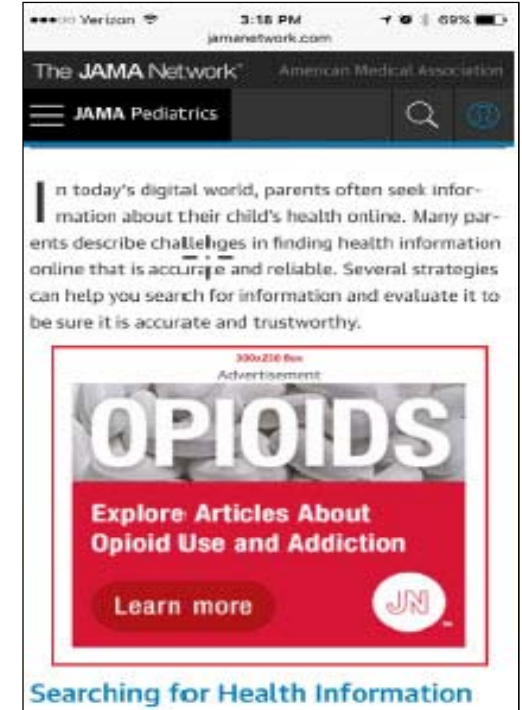 Verizon 3:18 PM 69%
jamanetwork.com
The JAMA Network™ American Medical Association
JAMA Pediatrics
In today's digital world, parents often seek infor-
mation about their child's health online. Many par-
ents describe challenges in finding health information
online that is accurate and reliable. Several strategies
can help you search for information and evaluate it to
be sure it is accurate and trustworthy.
300x250 Box
Advertisement
OPIOIDS
Explore Articles About
Opioid Use and Addiction
Learn more
JN™
Searching for Health Information